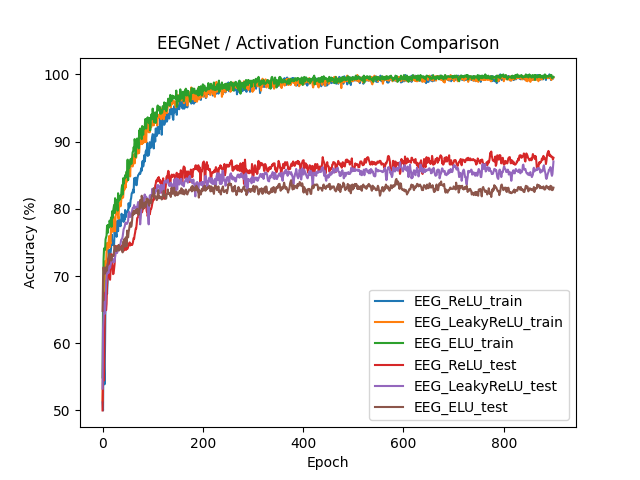 EEGNet / Activation Function Comparison
Accuracy (%)
100
90
80
70
60
50
0
200
400
600
800
Epoch
EEG_ReLU_train
EEG_LeakyReLU_train
EEG_ELU_train
EEG_ReLU_test
EEG_LeakyReLU_test
EEG_ELU_test